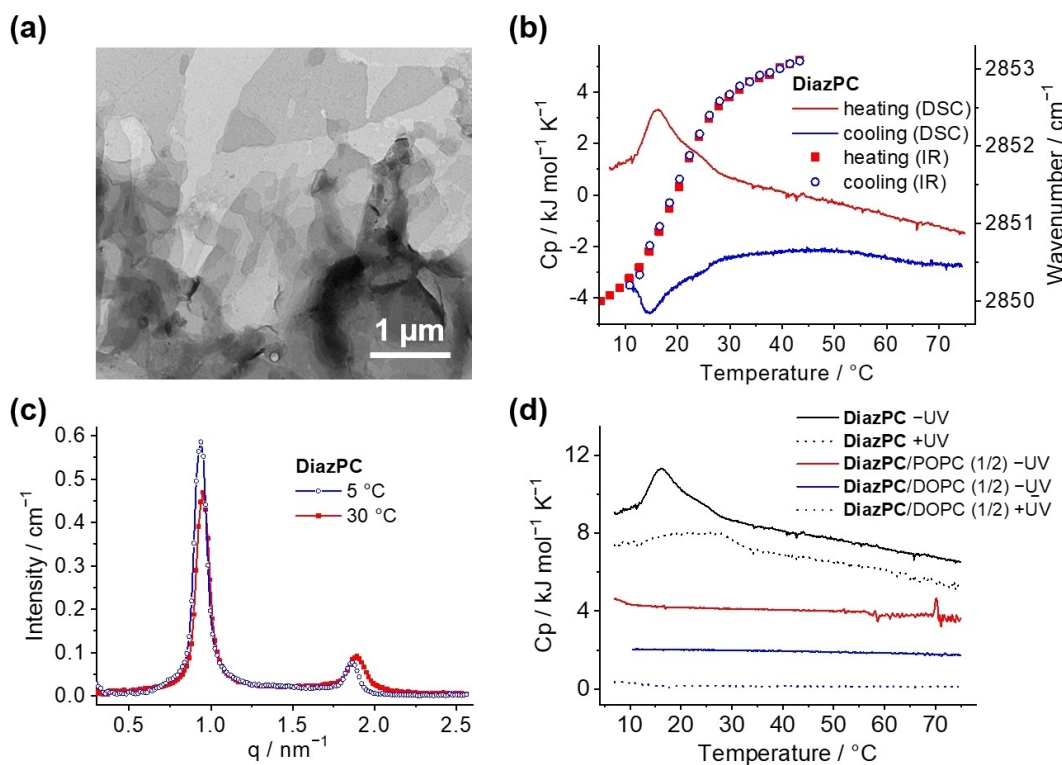 (a)
1 µm
(b)
DiazPC
heating (DSC)
cooling (DSC)
heating (IR)
cooling (IR)
4
2
0
-2
-4
Cp / kJ mol⁻¹ K⁻¹
2853
2852
2851
2850
Wavenumber / cm⁻¹
10 20 30 40 50 60 70
Temperature / °C
(c)
DiazPC
5 °C
30 °C
0.6
0.5
0.4
0.3
0.2
0.1
0.0
Intensity / cm⁻¹
0.5 1.0 1.5 2.0 2.5
q / nm⁻¹
(d)
DiazPC −UV
DiazPC +UV
DiazPC/POPC (1/2) −UV
DiazPC/DOPC (1/2) −UV
DiazPC/DOPC (1/2) +UV
12
8
4
0
Cp / kJ mol⁻¹ K⁻¹
10 20 30 40 50 60 70
Temperature / °C